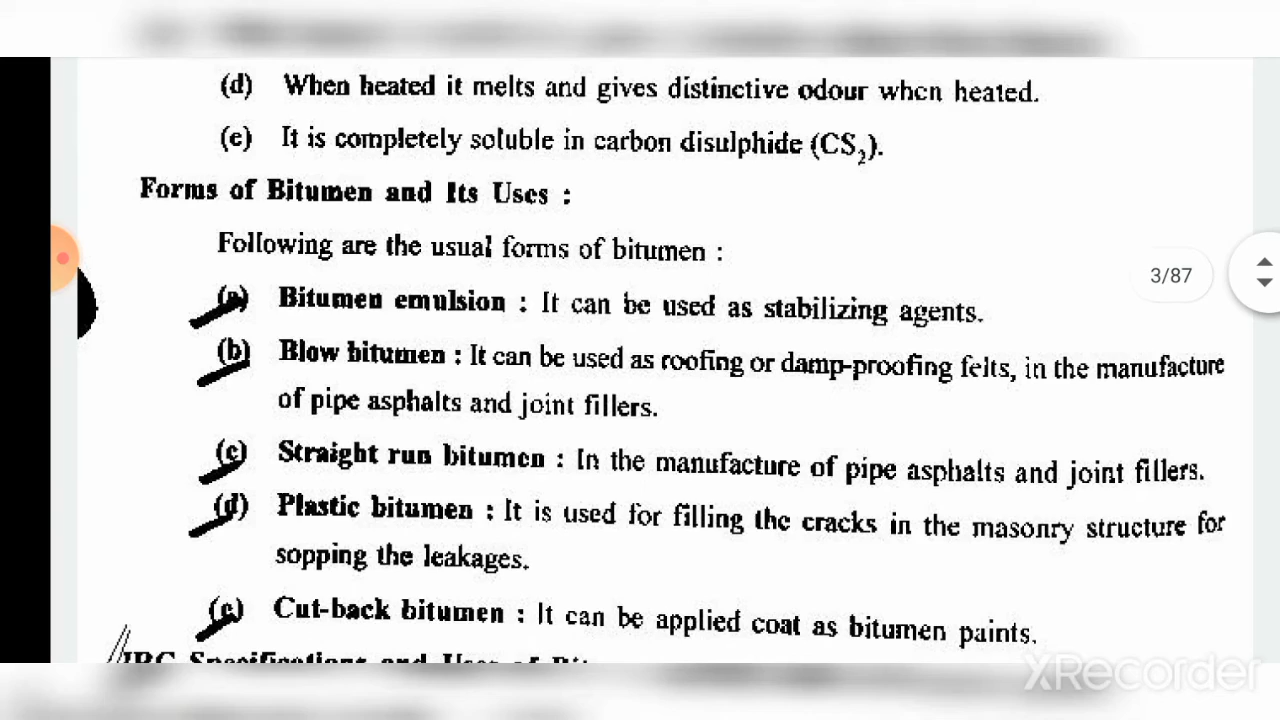 (d) When heated it melts and gives distinctive odour when heated.
(e) It is completely soluble in carbon disulphide (CS₂).
Forms of Bitumen and Its Uses :
Following are the usual forms of bitumen :
(a) Bitumen emulsion : It can be used as stabilizing agents.
(b) Blow bitumen : It can be used as roofing or damp-proofing felts, in the manufacture
of pipe asphalts and joint fillers.
(c) Straight run bitumen : In the manufacture of pipe asphalts and joint fillers.
(d) Plastic bitumen : It is used for filling the cracks in the masonry structure for
sopping the leakages.
(e) Cut-back bitumen : It can be applied coat as bitumen paints.
IRC Specifications and Uses of
3/87
XRecorder